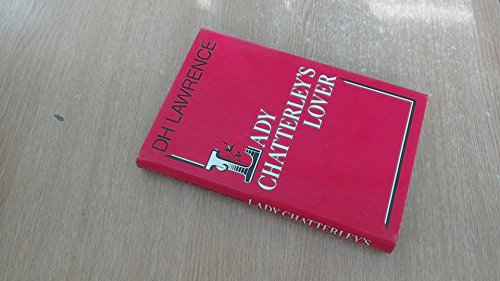 DH LAWRENCE
LADY
CHATTERLEY'S
LOVER
LADY CHATTERLEY'S